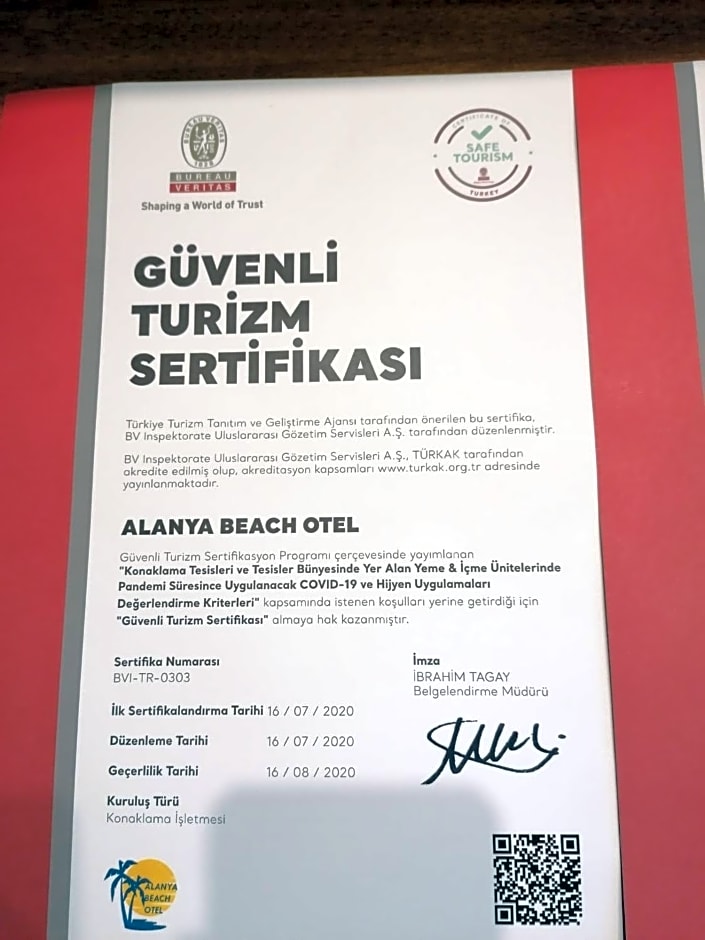 BUREAU VERITAS
1828
BUREAU
VERITAS
Shaping a World of Trust
CERTIFICATE OF
SAFE
TOURISM
TURKEY
GÜVENLİ
TURİZM
SERTİFİKASI
Türkiye Turizm Tanıtım ve Geliştirme Ajansı tarafından önerilen bu sertifika,
BV Inspektorate Uluslararası Gözetim Servisleri A.Ş. tarafından düzenlenmiştir.
BV Inspektorate Uluslararası Gözetim Servisleri A.Ş., TÜRKAK tarafından
akredite edilmiş olup, akreditasyon kapsamları www.turkak.org.tr adresinde
yayınlanmaktadır.
ALANYA BEACH OTEL
Güvenli Turizm Sertifikasyon Programı çerçevesinde yayımlanan
"Konaklama Tesisleri ve Tesisler Bünyesinde Yer Alan Yeme & İçme Ünitelerinde
Pandemi Süresince Uygulanacak COVID-19 ve Hijyen Uygulamaları
Değerlendirme Kriterleri" kapsamında istenen koşulları yerine getirdiği için
"Güvenli Turizm Sertifikası" almaya hak kazanmıştır.
Sertifika Numarası
BVI-TR-0303
İmza
İBRAHİM TAGAY
Belgelendirme Müdürü
İlk Sertifikalandırma Tarihi 16 / 07 / 2020
Düzenleme Tarihi 16 / 07 / 2020
Geçerlilik Tarihi 16 / 08 / 2020
Kuruluş Türü
Konaklama İşletmesi
ALANYA
BEACH
OTEL